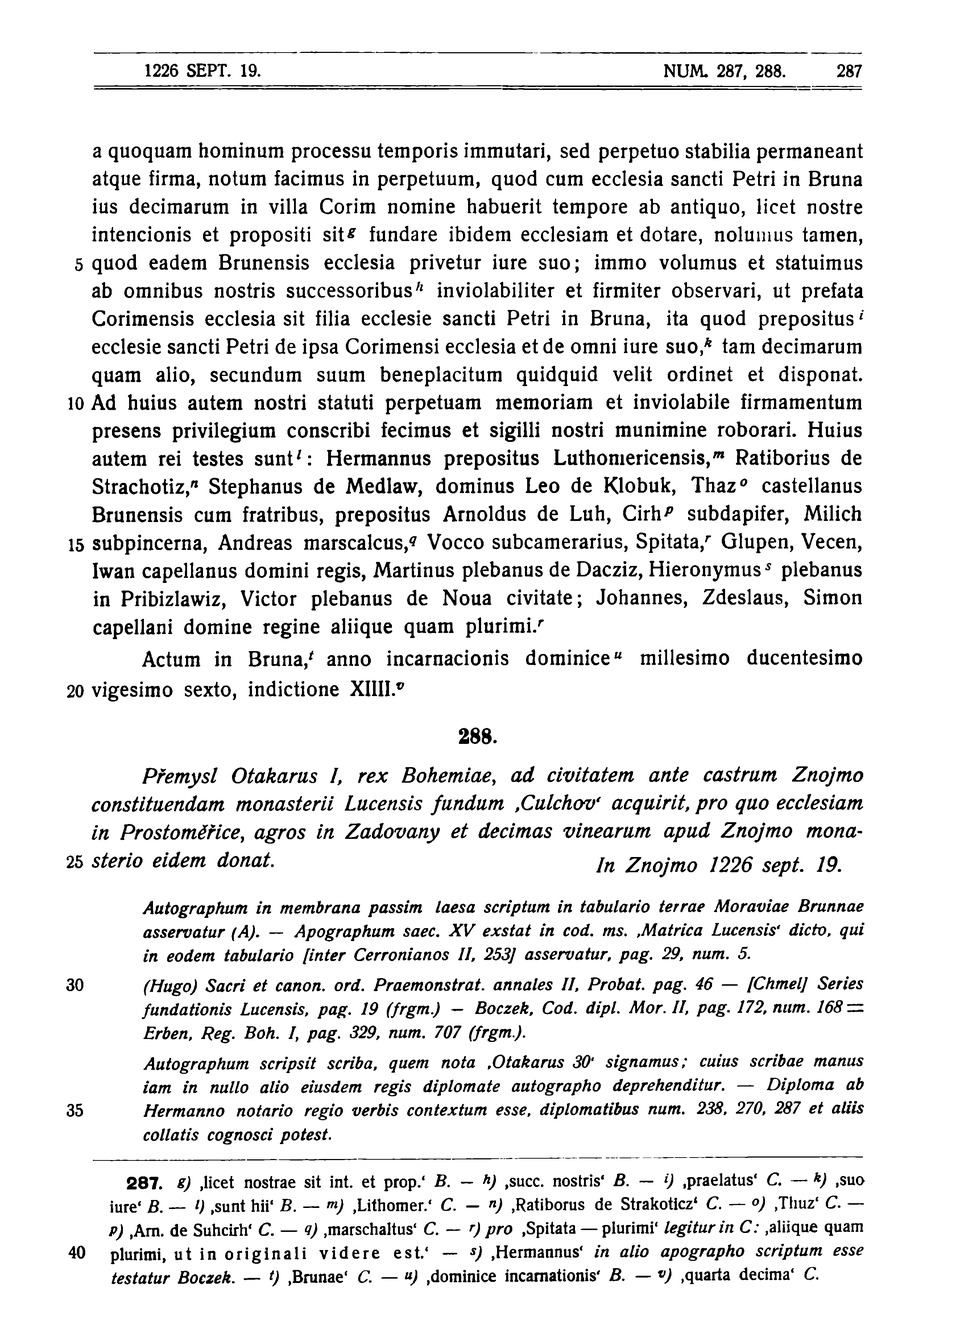 1226 SEPT. 19. NUM. 287, 288. 287
a quoquam hominum processu temporis immutari, sed perpetuo stabilia permaneant
atque firma, notum facimus in perpetuum, quod cum ecclesia sancti Petri in Bruna
ius decimarum in villa Corim nomine habuerit tempore ab antiquo, licet nostre
intencionis et propositi sit g fundare ibidem ecclesiam et dotare, nolumus tamen,
5 quod eadem Brunensis ecclesia privetur iure suo; immo volumus et statuimus
ab omnibus nostris successoribus h inviolabiliter et firmiter observari, ut prefata
Corimensis ecclesia sit filia ecclesie sancti Petri in Bruna, ita quod prepositus i
ecclesie sancti Petri de ipsa Corimensi ecclesia et de omni iure suo, k tam decimarum
quam alio, secundum suum beneplacitum quidquid velit ordinet et disponat.
10 Ad huius autem nostri statuti perpetuam memoriam et inviolabile firmamentum
presens privilegium conscribi fecimus et sigilli nostri munimine roborari. Huius
autem rei testes sunt l : Hermannus prepositus Luthomericensis, m Ratiborius de
Strachotiz, n Stephanus de Medlaw, dominus Leo de Klobuk, Thaz o castellanus
Brunensis cum fratribus, prepositus Arnoldus de Luh, Cirh p subdapifer, Milich
15 subpincerna, Andreas marscalcus, q Vocco subcamerarius, Spitata, r Glupen, Vecen,
Iwan capellanus domini regis, Martinus plebanus de Dacziz, Hieronymus s plebanus
in Pribizlawiz, Victor plebanus de Noua civitate; Johannes, Zdeslaus, Simon
capellani domine regine aliique quam plurimi. r
Actum in Bruna, t anno incarnacionis dominice u millesimo ducentesimo
20 vigesimo sexto, indictione XIIII. v
288.
Přemysl Otakarus I, rex Bohemiae, ad civitatem ante castrum Znojmo
constituendam monasterii Lucensis fundum ‚Culchov‘ acquirit, pro quo ecclesiam
in Prostoměřice, agros in Zadovany et decimas vinearum apud Znojmo mona-
25 sterio eidem donat. In Znojmo 1226 sept. 19.
Autographum in membrana passim laesa scriptum in tabulario terrae Moraviae Brunnae
asservatur (A). — Apographum saec. XV exstat in cod. ms. ‚Matrica Lucensis‘ dicto, qui
in eodem tabulario [inter Cerronianos II, 253] asservatur, pag. 29, num. 5.
30 (Hugo) Sacri et canon. ord. Praemonstrat. annales II, Probat. pag. 46 — [Chmel] Series
fundationis Lucensis, pag. 19 (frgm.) — Boczek, Cod. dipl. Mor. II, pag. 172, num. 168 =
Erben, Reg. Boh. I, pag. 329, num. 707 (frgm.).
Autographum scripsit scriba, quem nota ‚Otakarus 30‘ signamus; cuius scribae manus
iam in nullo alio eiusdem regis diplomate autographo deprehenditur. — Diploma ab
35 Hermanno notario regio verbis contextum esse, diplomatibus num. 238, 270, 287 et aliis
collatis cognosci potest.
287. g) ‚licet nostrae sit int. et prop.‘ B. — h) ‚succ. nostris‘ B. — i) ‚praelatus‘ C. — k) ‚suo
iure‘ B. — l) ‚sunt hii‘ B. — m) ‚Lithomer.‘ C. — n) ‚Ratiborus de Strakoticz‘ C. — o) ‚Thuz‘ C. —
p) ‚Arn. de Suhcirh‘ C. — q) ‚marschaltus‘ C. — r) pro ‚Spitata — plurimi‘ legitur in C: ‚aliique quam
40 plurimi, ut in originali videre est.‘ — s) ‚Hermannus‘ in alio apographo scriptum esse
testatur Boczek. — t) ‚Brunae‘ C. — u) ‚dominice incarnationis‘ B. — v) ‚quarta decima‘ C.